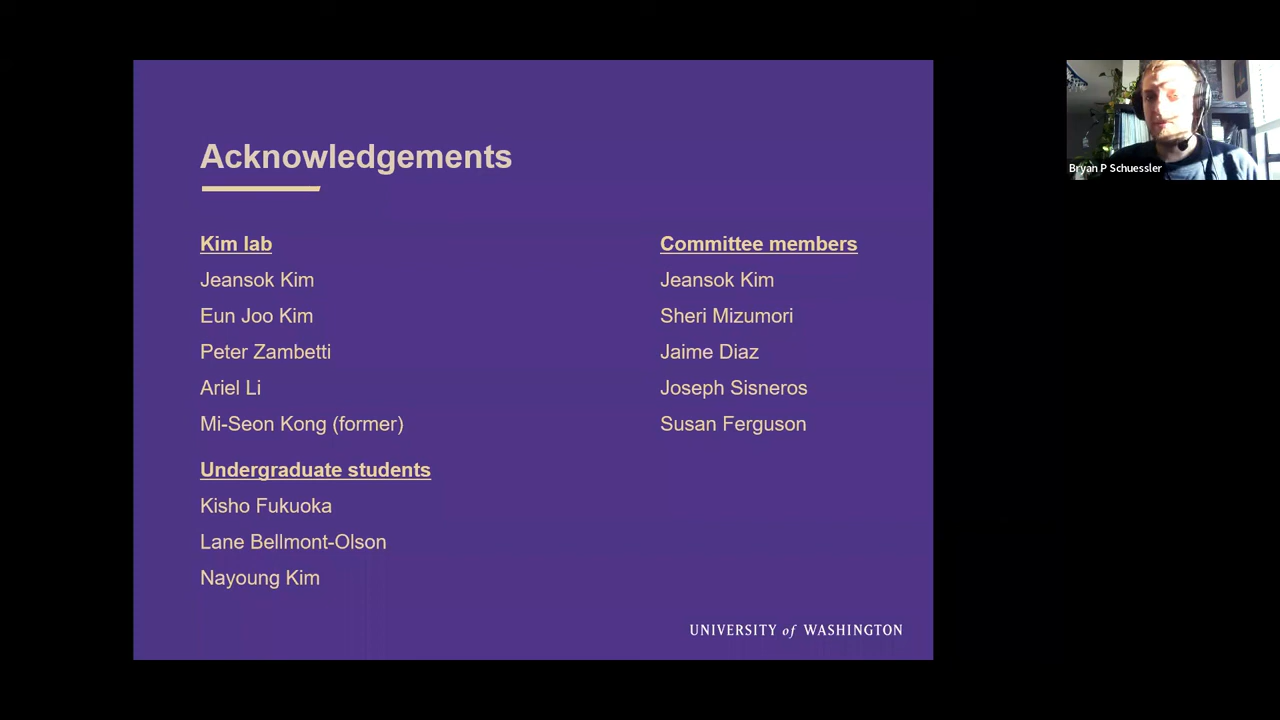 Acknowledgements
Kim lab
Jeansok Kim
Eun Joo Kim
Peter Zambetti
Ariel Li
Mi-Seon Kong (former)
Undergraduate students
Kisho Fukuoka
Lane Bellmont-Olson
Nayoung Kim
Committee members
Jeansok Kim
Sheri Mizumori
Jaime Diaz
Joseph Sisneros
Susan Ferguson
UNIVERSITY of WASHINGTON
Bryan P Schuessler